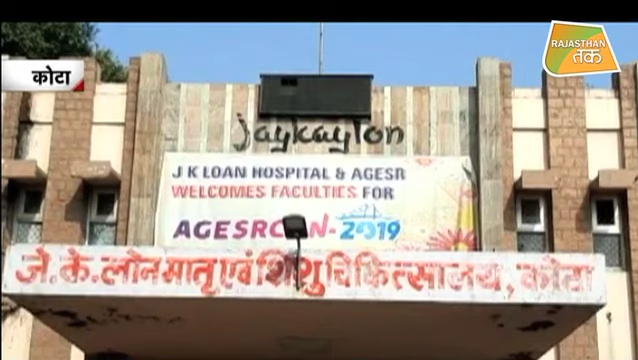 RAJASTHAN
तक
कोटा
jaykaylon
J K LOAN HOSPITAL & AGESR
WELCOMES FACULTIES FOR
AGESRCON-2019
जे.के.लोन मातृ एवं शिशु चिकित्सालय, कोटा